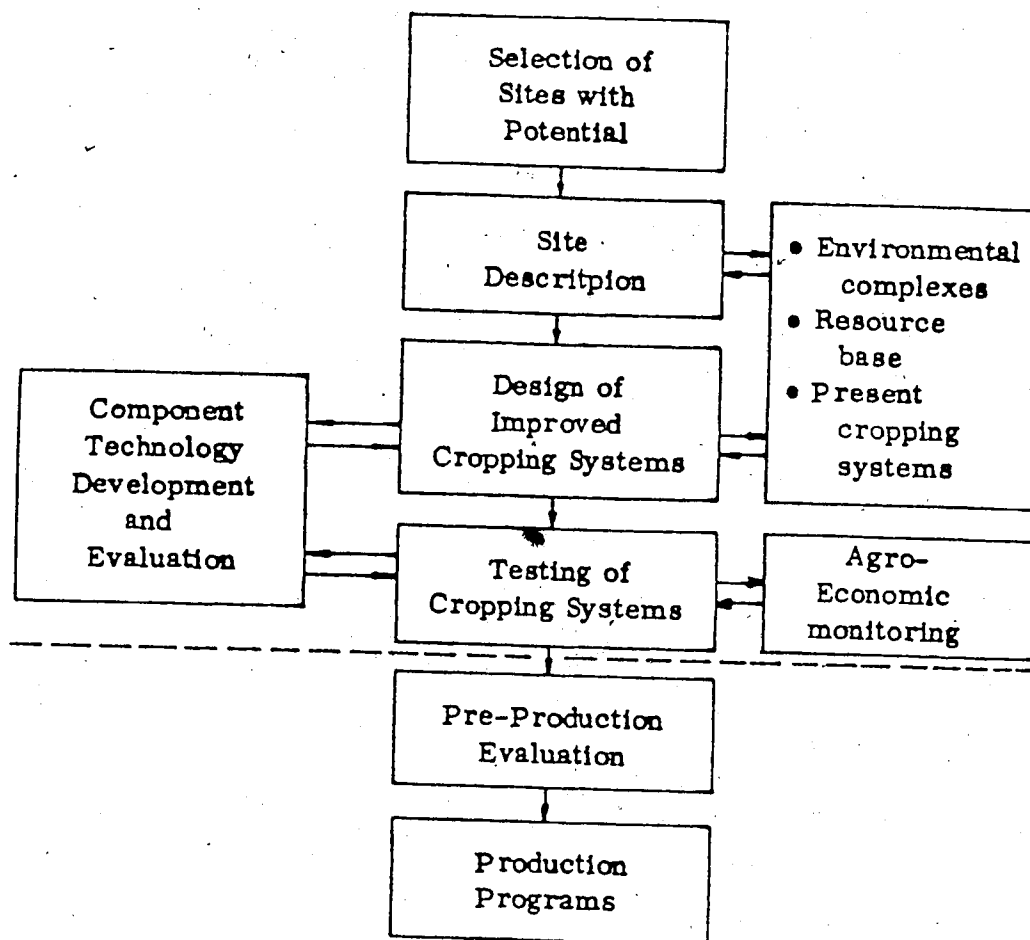 Selection of
Sites with
Potential
Site
Descritpion
• Environmental
complexes
• Resource
base
• Present
cropping
systems
Design of
Improved
Cropping Systems
Component
Technology
Development
and
Evaluation
Testing of
Cropping Systems
Agro-
Economic
monitoring
Pre-Production
Evaluation
Production
Programs